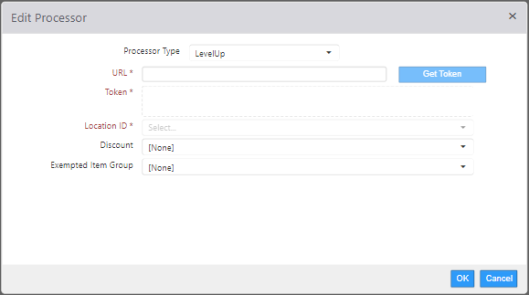 Edit Processor ×
Processor Type LevelUp
URL * Get Token
Token *
Location ID * Select...
Discount [None]
Exempted Item Group [None]
OK Cancel